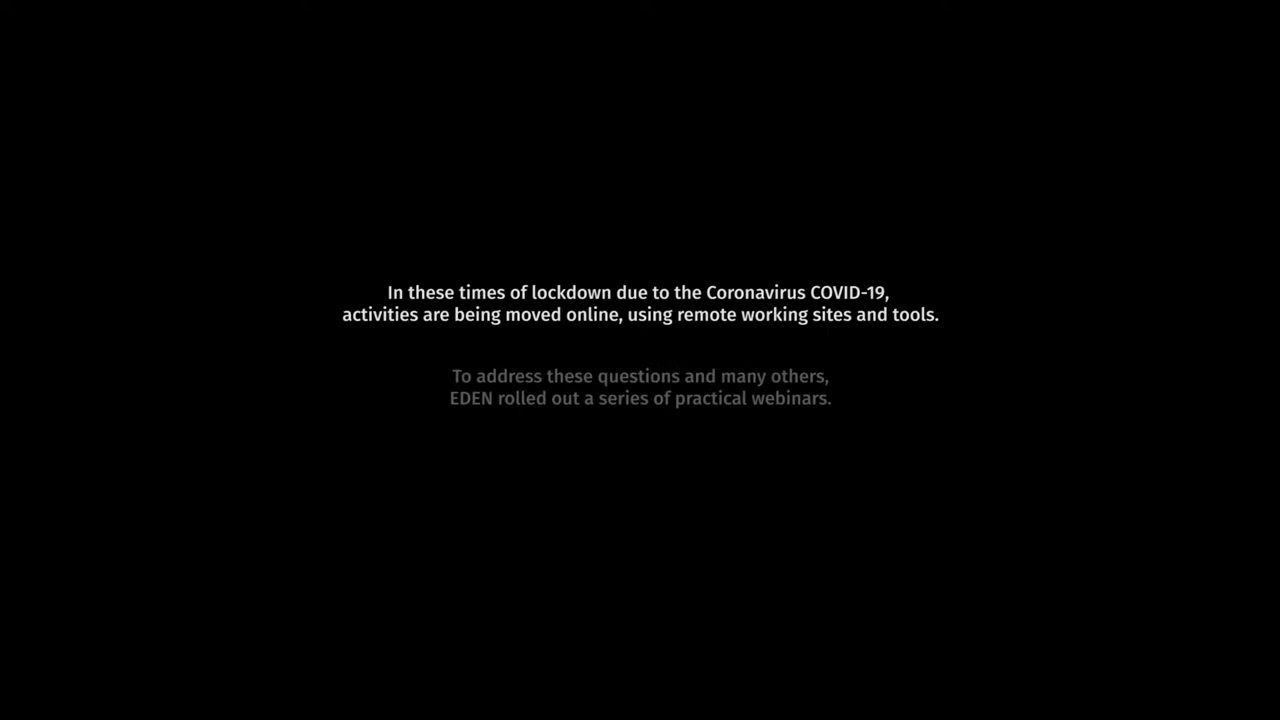 In these times of lockdown due to the Coronavirus COVID-19,
activities are being moved online, using remote working sites and tools.
To address these questions and many others,
EDEN rolled out a series of practical webinars.